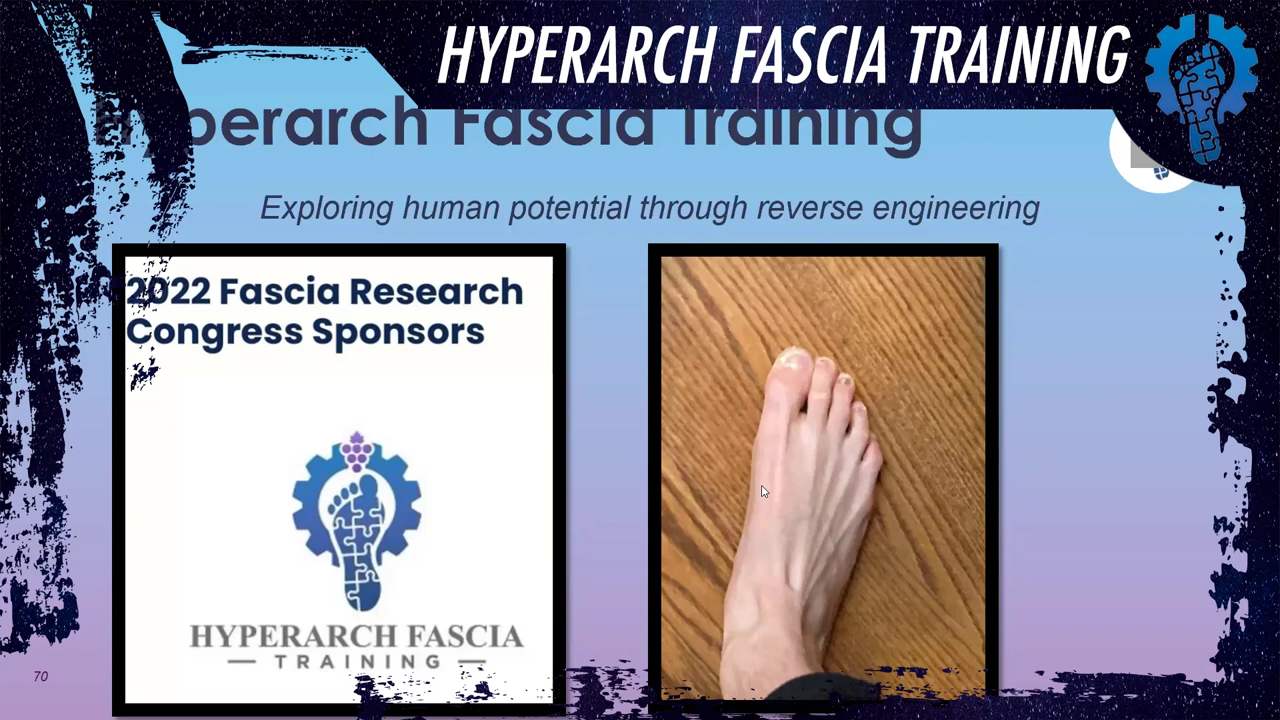 HYPERARCH FASCIA TRAINING
Hyperarch Fascia Training
Exploring human potential through reverse engineering
2022 Fascia Research
Congress Sponsors
HYPERARCH FASCIA
TRAINING
70